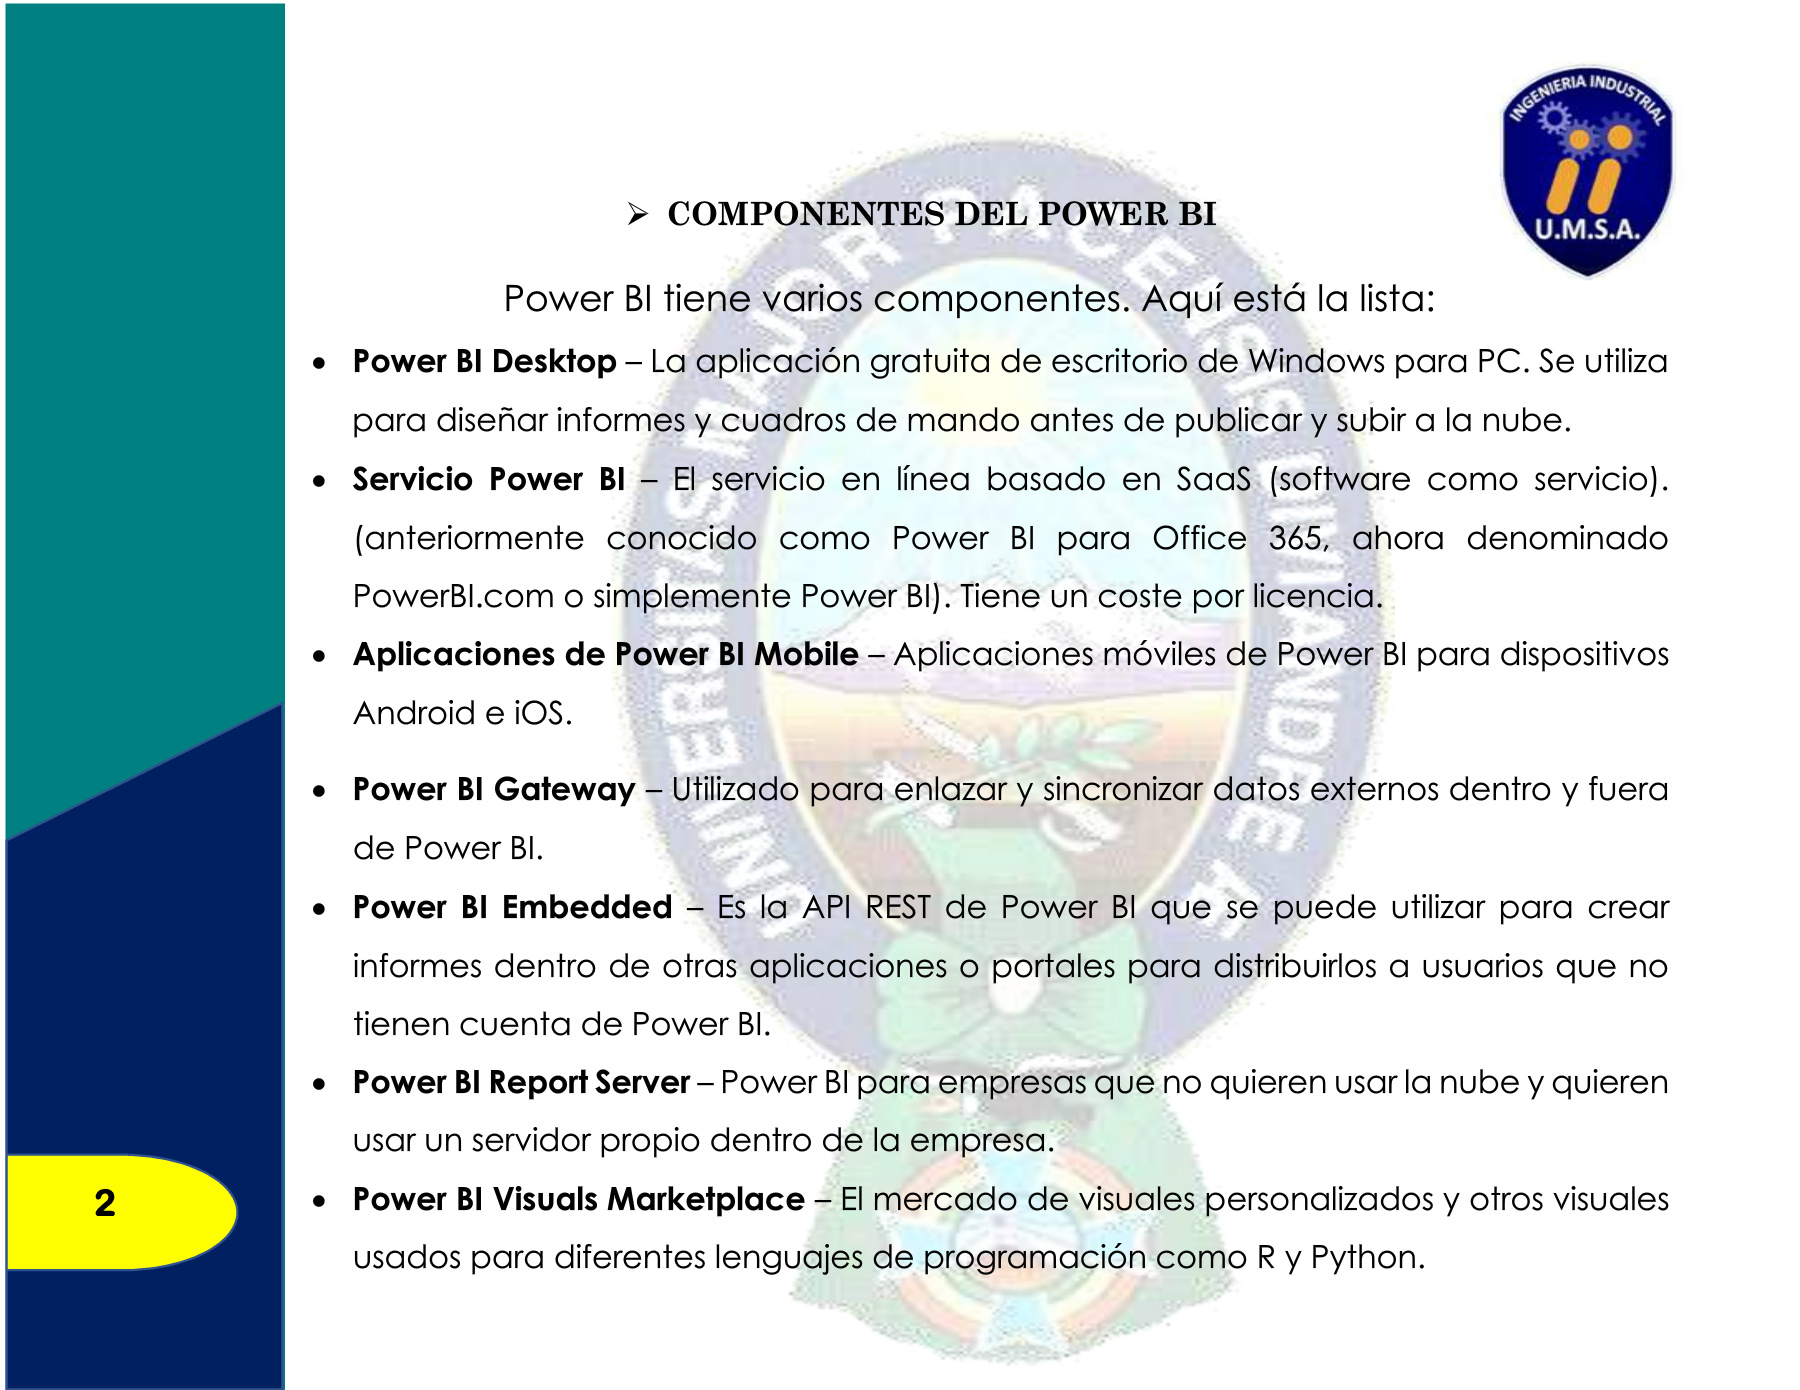 INGENIERIA INDUSTRIAL
U.M.S.A.
➢ COMPONENTES DEL POWER BI
Power BI tiene varios componentes. Aquí está la lista:
• Power BI Desktop – La aplicación gratuita de escritorio de Windows para PC. Se utiliza
para diseñar informes y cuadros de mando antes de publicar y subir a la nube.
• Servicio Power BI – El servicio en línea basado en SaaS (software como servicio).
(anteriormente conocido como Power BI para Office 365, ahora denominado
PowerBI.com o simplemente Power BI). Tiene un coste por licencia.
• Aplicaciones de Power BI Mobile – Aplicaciones móviles de Power BI para dispositivos
Android e iOS.
• Power BI Gateway – Utilizado para enlazar y sincronizar datos externos dentro y fuera
de Power BI.
• Power BI Embedded – Es la API REST de Power BI que se puede utilizar para crear
informes dentro de otras aplicaciones o portales para distribuirlos a usuarios que no
tienen cuenta de Power BI.
• Power BI Report Server – Power BI para empresas que no quieren usar la nube y quieren
usar un servidor propio dentro de la empresa.
• Power BI Visuals Marketplace – El mercado de visuales personalizados y otros visuales
usados para diferentes lenguajes de programación como R y Python.
2
UNIVERSITAS MAJOR PACENSIS DIVI ANDRE Æ